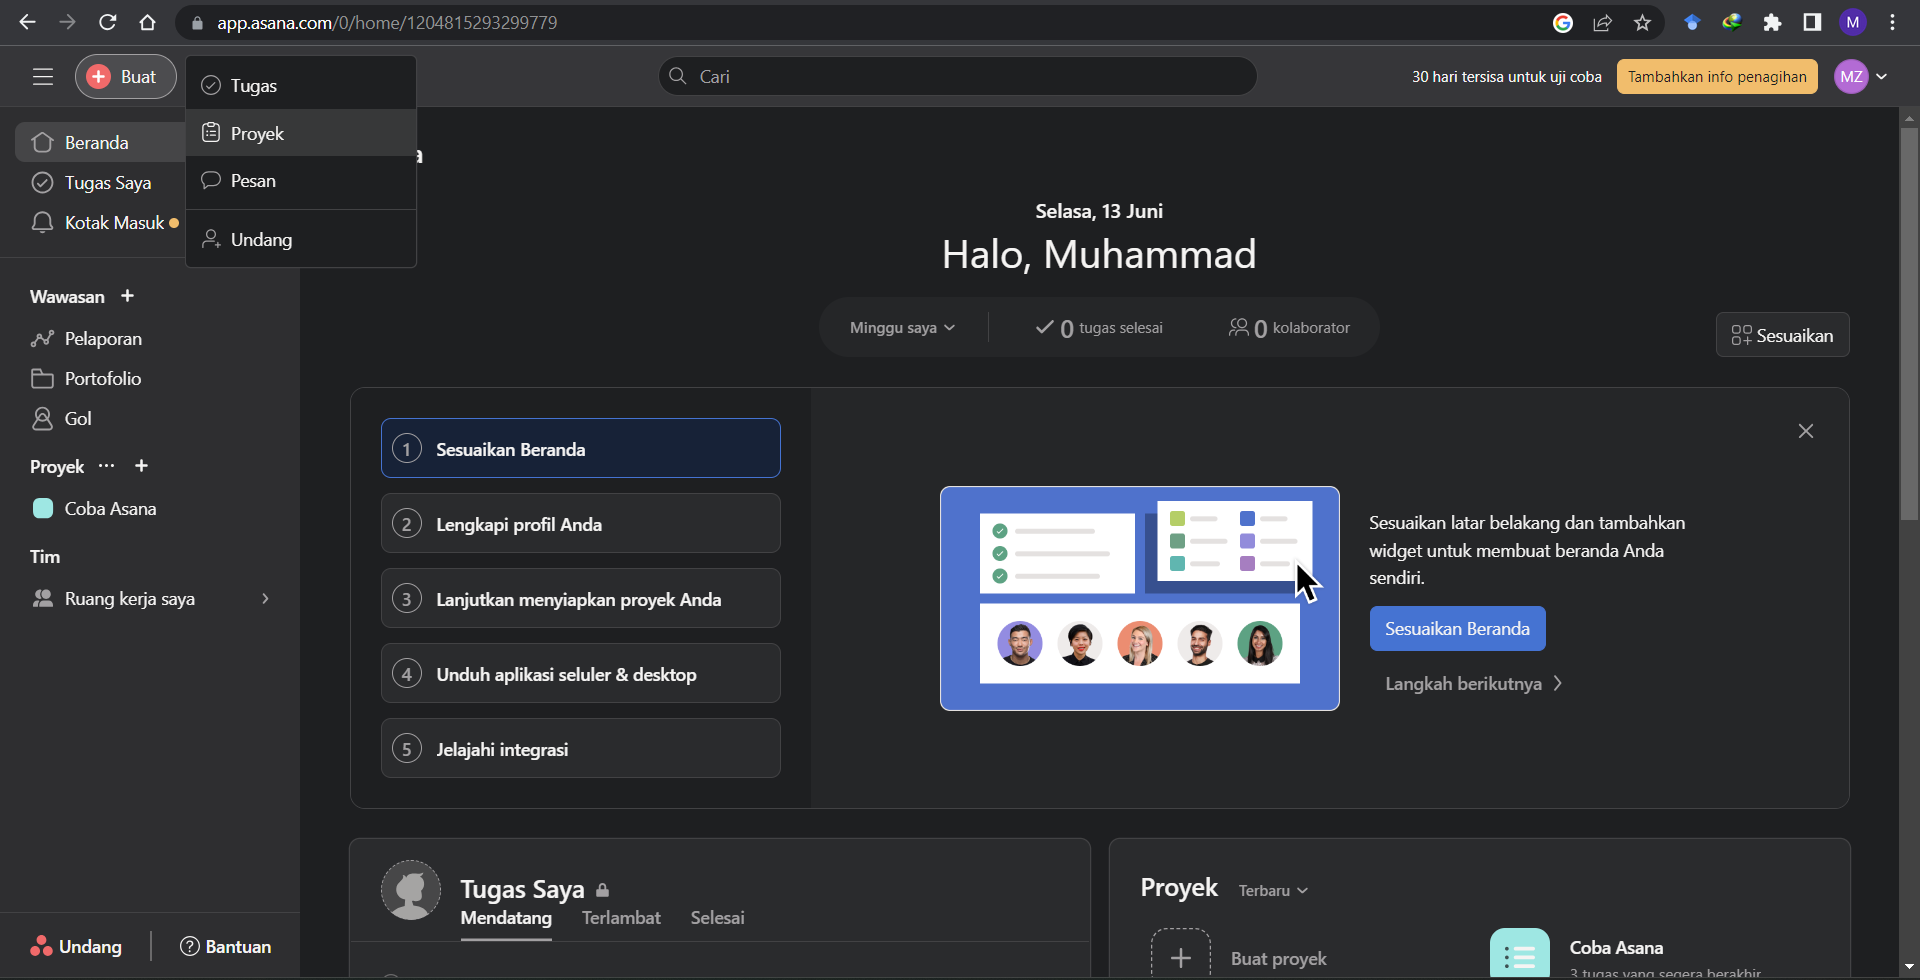 app.asana.com/0/home/1204815293299779
M
Buat
Tugas
Proyek
Pesan
Undang
Cari
30 hari tersisa untuk uji coba
Tambahkan info penagihan
MZ
Beranda
Tugas Saya
Kotak Masuk
Wawasan
Pelaporan
Portofolio
Gol
Proyek
Coba Asana
Tim
Ruang kerja saya
Undang
Bantuan
a
Selasa, 13 Juni
Halo, Muhammad
Minggu saya
0 tugas selesai
0 kolaborator
Sesuaikan
1 Sesuaikan Beranda
2 Lengkapi profil Anda
3 Lanjutkan menyiapkan proyek Anda
4 Unduh aplikasi seluler & desktop
5 Jelajahi integrasi
Sesuaikan latar belakang dan tambahkan
widget untuk membuat beranda Anda
sendiri.
Sesuaikan Beranda
Langkah berikutnya
Tugas Saya
Mendatang
Terlambat
Selesai
Proyek
Terbaru
Buat proyek
Coba Asana
3 tugas yang segera berakhir